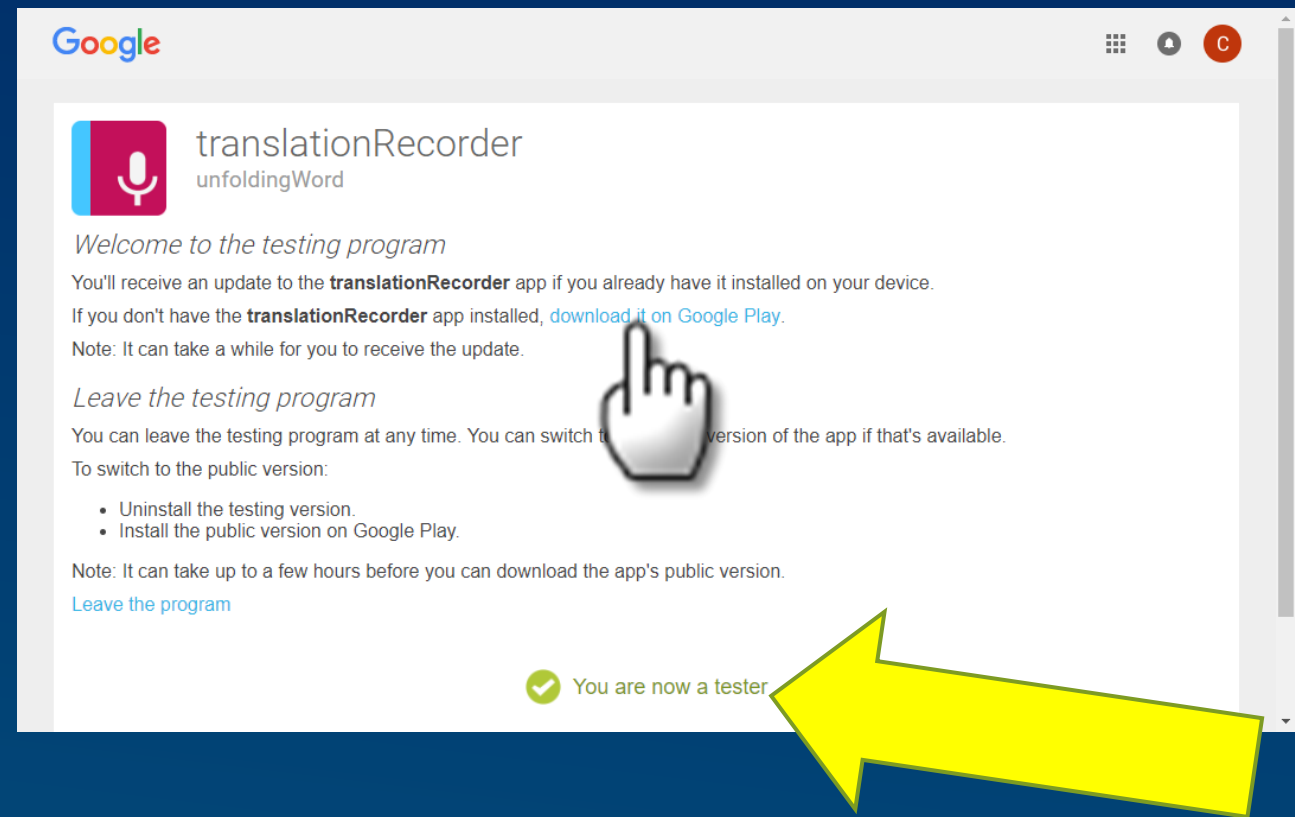 Google
C
translationRecorder
unfoldingWord
Welcome to the testing program
You'll receive an update to the translationRecorder app if you already have it installed on your device.
If you don't have the translationRecorder app installed, download it on Google Play.
Note: It can take a while for you to receive the update.
Leave the testing program
You can leave the testing program at any time. You can switch version of the app if that's available.
To switch to the public version:
• Uninstall the testing version.
• Install the public version on Google Play.
Note: It can take up to a few hours before you can download the app's public version.
Leave the program
You are now a tester